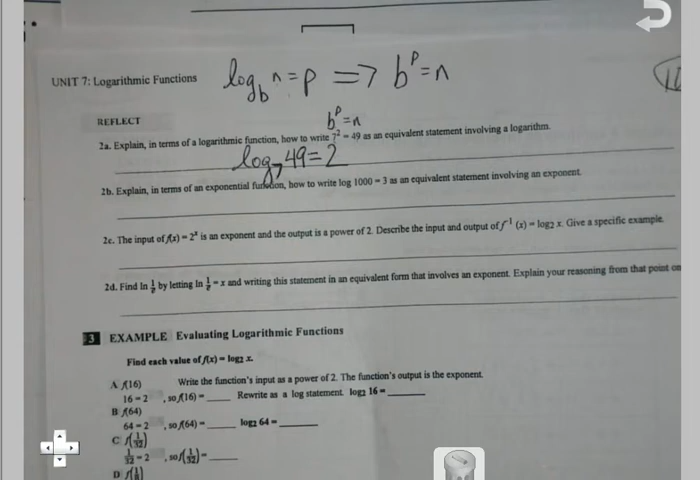 UNIT 7: Logarithmic Functions
log_b n = p ⟹ b^p = n
REFLECT
b^p = n
2a. Explain, in terms of a logarithmic function, how to write 7² = 49 as an equivalent statement involving a logarithm.
log_7 49 = 2
2b. Explain, in terms of an exponential function, how to write log 1000 = 3 as an equivalent statement involving an exponent.
2c. The input of f(x) = 2^x is an exponent and the output is a power of 2. Describe the input and output of f⁻¹ (x) = log₂ x. Give a specific example.
2d. Find ln 1/e by letting ln 1/e = x and writing this statement in an equivalent form that involves an exponent. Explain your reasoning from that point on
3 EXAMPLE Evaluating Logarithmic Functions
Find each value of f(x) = log₂ x.
A f(16) Write the function's input as a power of 2. The function's output is the exponent.
16 = 2 , so f(16) = ____ Rewrite as a log statement. log₂ 16 = ____
B f(64)
64 = 2 , so f(64) = ____ log₂ 64 = ____
C f(1/32)
1/32 = 2 , so f(1/32) = ____
D